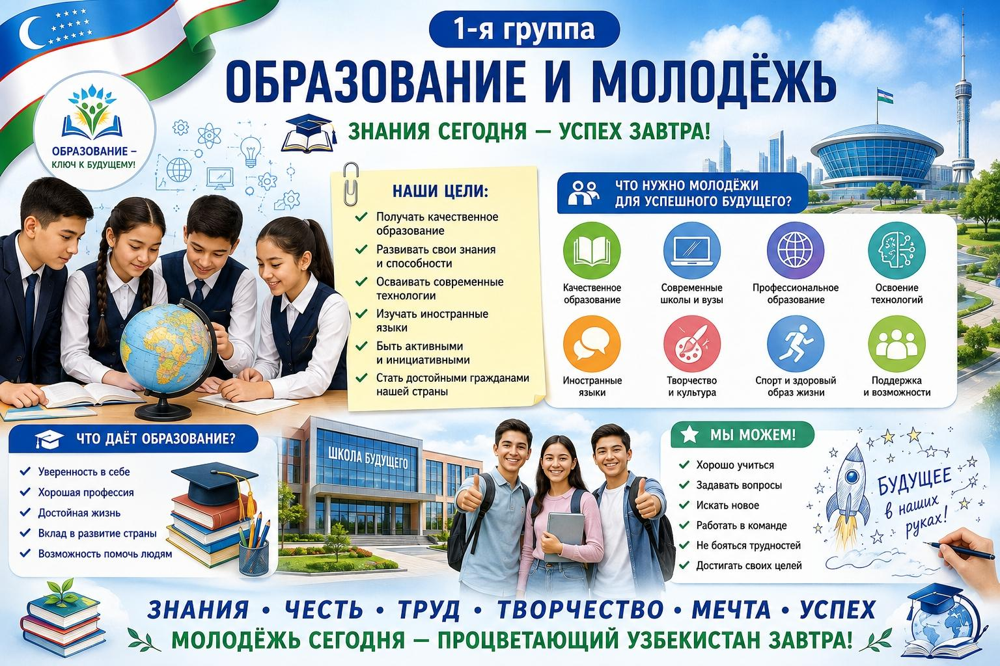 1-я группа
ОБРАЗОВАНИЕ И МОЛОДЁЖЬ
ЗНАНИЯ СЕГОДНЯ — УСПЕХ ЗАВТРА!
ОБРАЗОВАНИЕ –
КЛЮЧ К БУДУЩЕМУ!
НАШИ ЦЕЛИ:
Получать качественное
образование
Развивать свои знания
и способности
Осваивать современные
технологии
Изучать иностранные
языки
Быть активными
и инициативными
Стать достойными гражданами
нашей страны
ЧТО НУЖНО МОЛОДЁЖИ
ДЛЯ УСПЕШНОГО БУДУЩЕГО?
Качественное
образование
Современные
школы и вузы
Профессиональное
образование
Освоение
технологий
Иностранные
языки
Творчество
и культура
Спорт и здоровый
образ жизни
Поддержка
и возможности
ЧТО ДАЁТ ОБРАЗОВАНИЕ?
Уверенность в себе
Хорошая профессия
Достойная жизнь
Вклад в развитие страны
Возможность помочь людям
ШКОЛА БУДУЩЕГО
МЫ МОЖЕМ!
Хорошо учиться
Задавать вопросы
Искать новое
Работать в команде
Не бояться трудностей
Достигать своих целей
БУДУЩЕЕ
в наших
руках!
ЗНАНИЯ • ЧЕСТЬ • ТРУД • ТВОРЧЕСТВО • МЕЧТА • УСПЕХ
МОЛОДЁЖЬ СЕГОДНЯ — ПРОЦВЕТАЮЩИЙ УЗБЕКИСТАН ЗАВТРА!